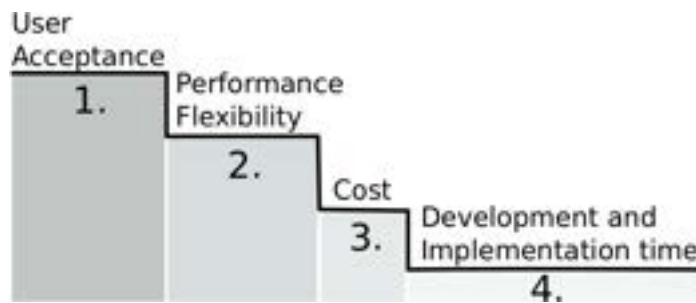 User
Acceptance
1.
Performance
Flexibility
2.
Cost
3.
Development and
Implementation time
4.